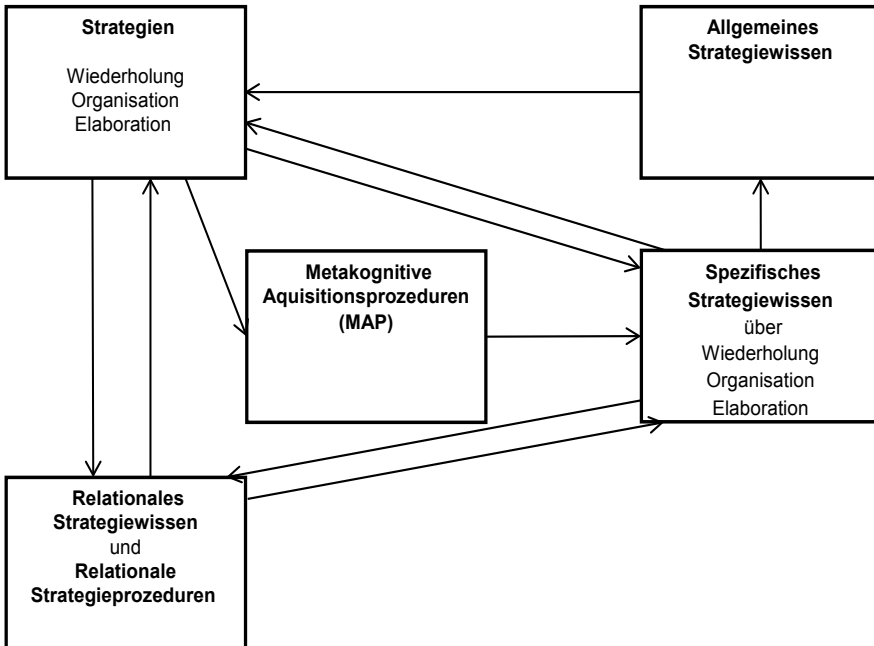 Strategien
Wiederholung
Organisation
Elaboration
Allgemeines
Strategiewissen
Metakognitive
Aquisitionsprozeduren
(MAP)
Spezifisches
Strategiewissen
über
Wiederholung
Organisation
Elaboration
Relationales
Strategiewissen
und
Relationale
Strategieprozeduren